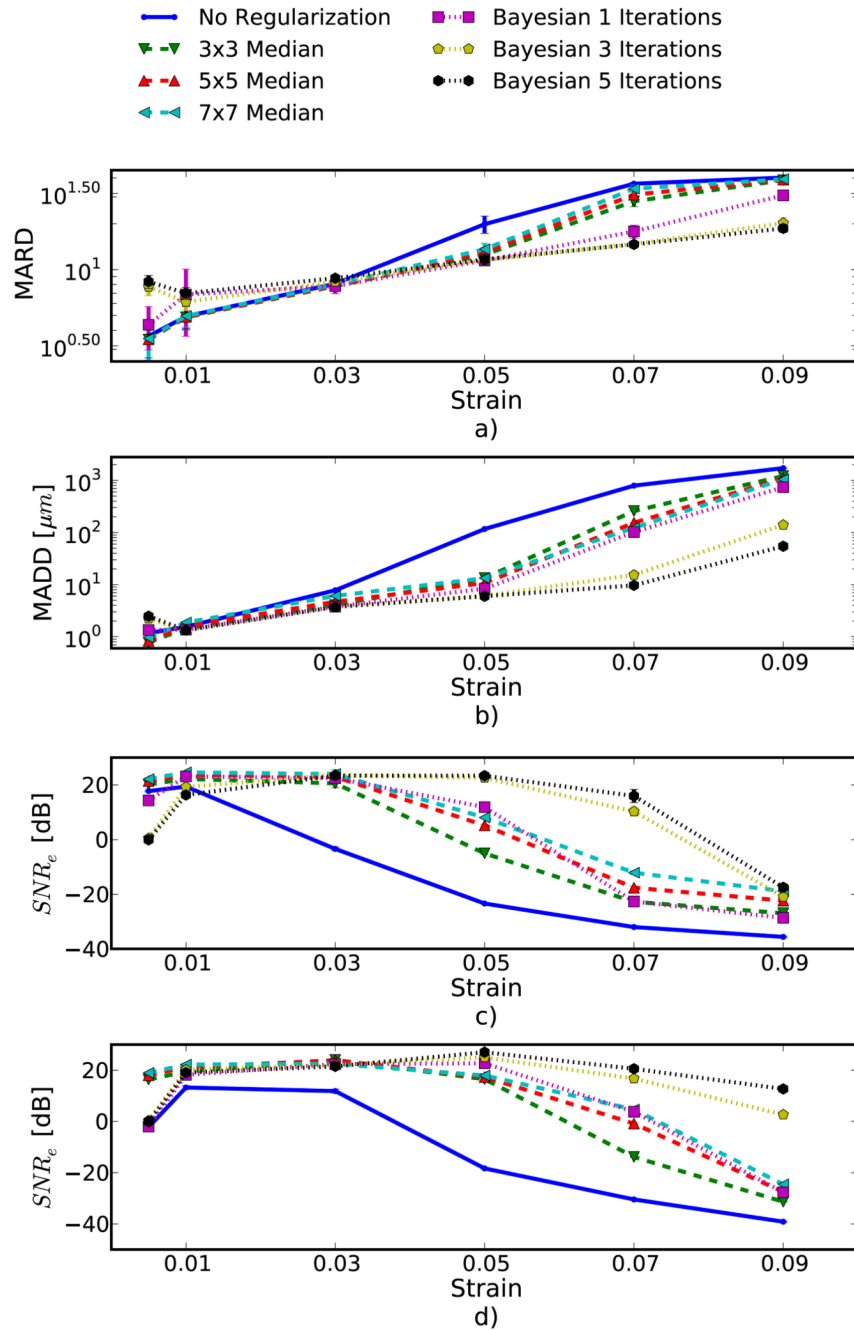 No Regularization
3x3 Median
5x5 Median
7x7 Median
Bayesian 1 Iterations
Bayesian 3 Iterations
Bayesian 5 Iterations
MARD
10^1.50
10^1
10^0.50
0.01 0.03 0.05 0.07 0.09
Strain
a)
MADD [μm]
10^3
10^2
10^1
10^0
0.01 0.03 0.05 0.07 0.09
Strain
b)
SNR_e [dB]
20
0
−20
−40
0.01 0.03 0.05 0.07 0.09
Strain
c)
SNR_e [dB]
20
0
−20
−40
0.01 0.03 0.05 0.07 0.09
Strain
d)